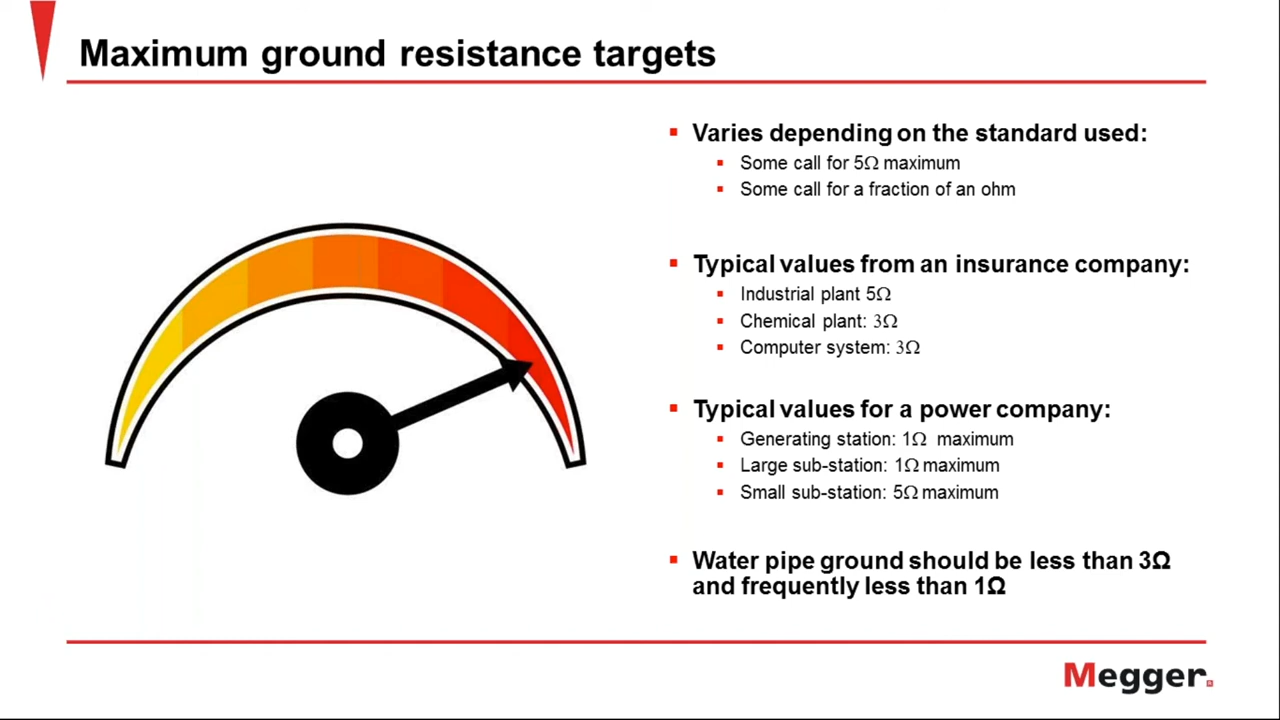 Maximum ground resistance targets
Varies depending on the standard used:
Some call for 5Ω maximum
Some call for a fraction of an ohm
Typical values from an insurance company:
Industrial plant 5Ω
Chemical plant: 3Ω
Computer system: 3Ω
Typical values for a power company:
Generating station: 1Ω maximum
Large sub-station: 1Ω maximum
Small sub-station: 5Ω maximum
Water pipe ground should be less than 3Ω
and frequently less than 1Ω
Megger.